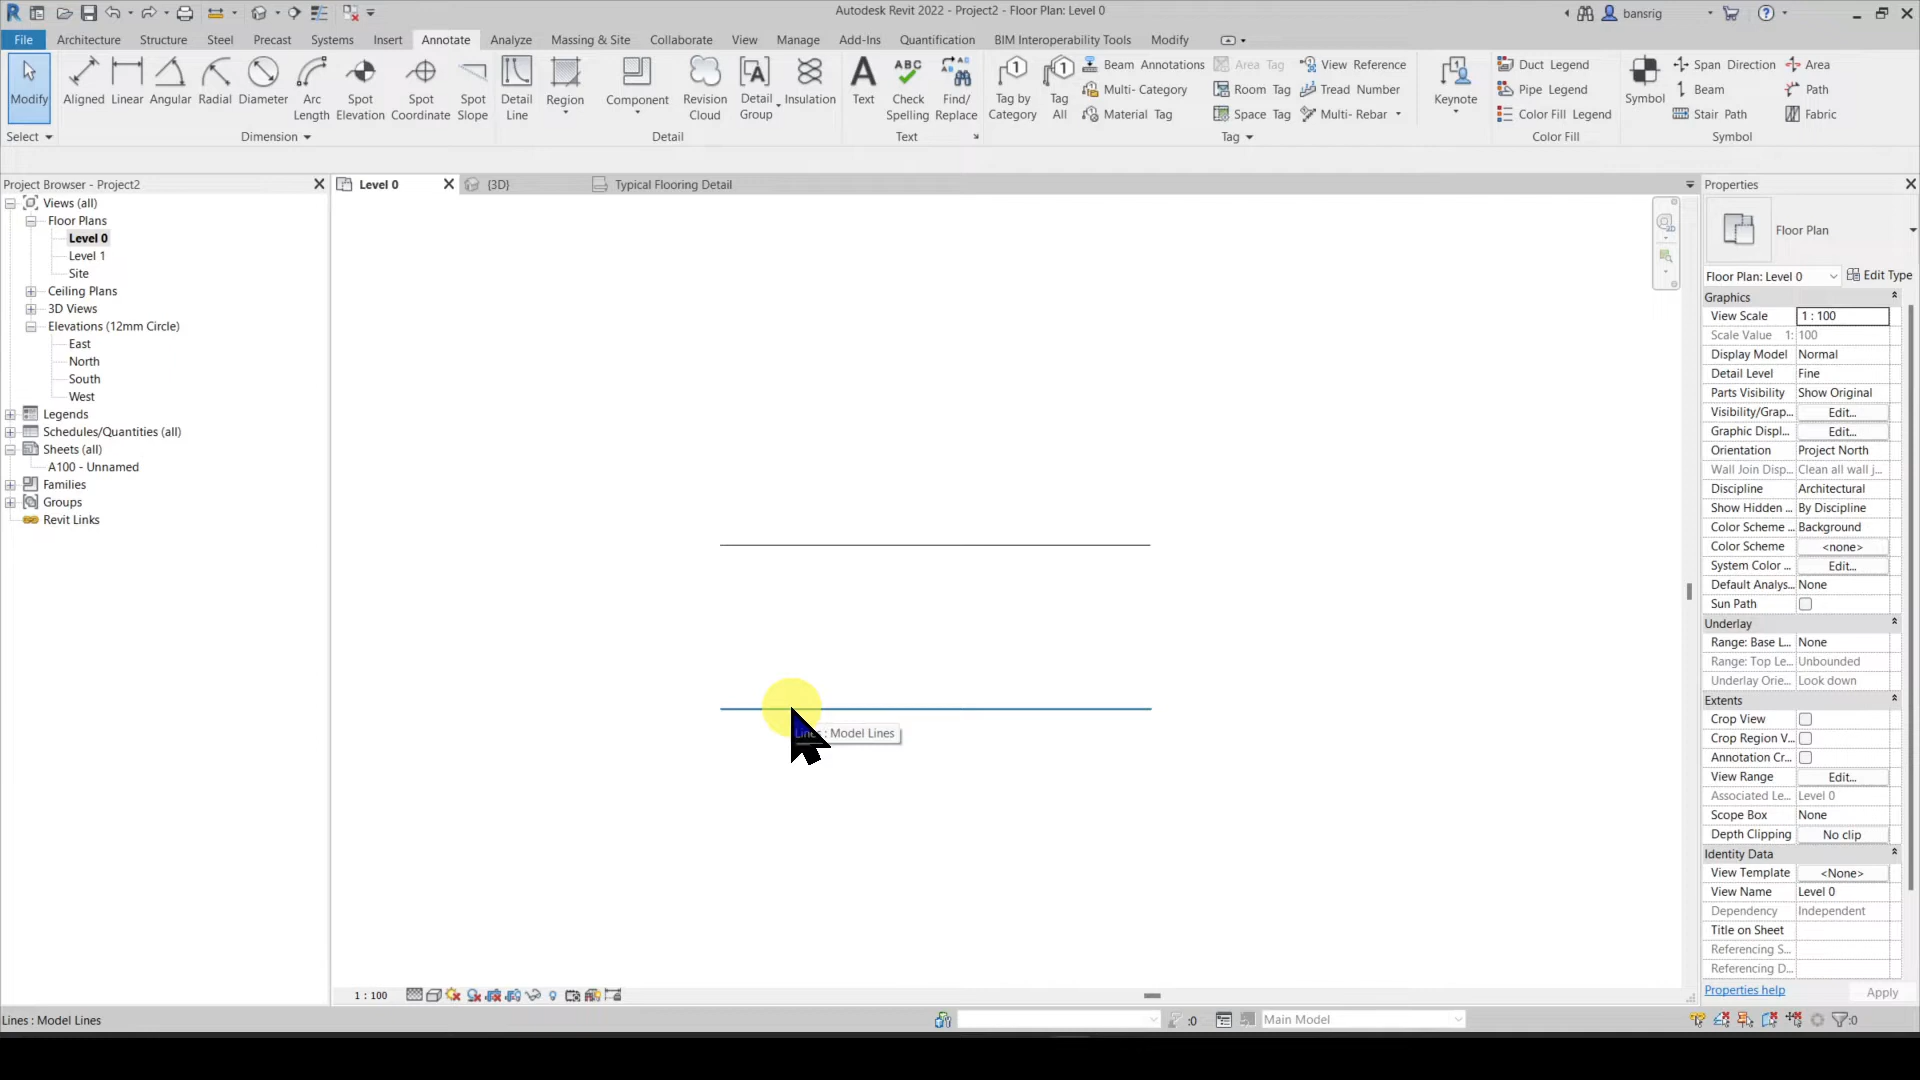 Autodesk Revit 2022 - Project2 - Floor Plan: Level 0
bansrig
File Architecture Structure Steel Precast Systems Insert Annotate Analyze Massing & Site Collaborate View Manage Add-Ins Quantification BIM Interoperability Tools Modify
Modify
Aligned Linear Angular Radial Diameter Arc Length Spot Elevation Spot Coordinate Spot Slope
Detail Line Region Component Revision Cloud Detail Group Insulation
Text Check Spelling Find/ Replace
Tag by Category Tag All
Beam Annotations Area Tag View Reference
Multi- Category Room Tag Tread Number
Material Tag Space Tag Multi- Rebar
Keynote
Duct Legend
Pipe Legend
Color Fill Legend
Symbol
Span Direction Area
Beam Path
Stair Path Fabric
Select Dimension Detail Text Tag Color Fill Symbol
Project Browser - Project2
Views (all)
Floor Plans
Level 0
Level 1
Site
Ceiling Plans
3D Views
Elevations (12mm Circle)
East
North
South
West
Legends
Schedules/Quantities (all)
Sheets (all)
A100 - Unnamed
Families
Groups
Revit Links
Level 0 {3D} Typical Flooring Detail
Lines : Model Lines
1 : 100
Properties
Floor Plan
Floor Plan: Level 0 Edit Type
Graphics
View Scale 1 : 100
Scale Value 1: 100
Display Model Normal
Detail Level Fine
Parts Visibility Show Original
Visibility/Grap... Edit...
Graphic Displ... Edit...
Orientation Project North
Wall Join Disp... Clean all wall j...
Discipline Architectural
Show Hidden ... By Discipline
Color Scheme ... Background
Color Scheme <none>
System Color ... Edit...
Default Analys... None
Sun Path
Underlay
Range: Base L... None
Range: Top Le... Unbounded
Underlay Orie... Look down
Extents
Crop View
Crop Region V...
Annotation Cr...
View Range Edit...
Associated Le... Level 0
Scope Box None
Depth Clipping No clip
Identity Data
View Template <None>
View Name Level 0
Dependency Independent
Title on Sheet
Referencing S...
Referencing D...
Properties help Apply
Lines : Model Lines :0 Main Model :0